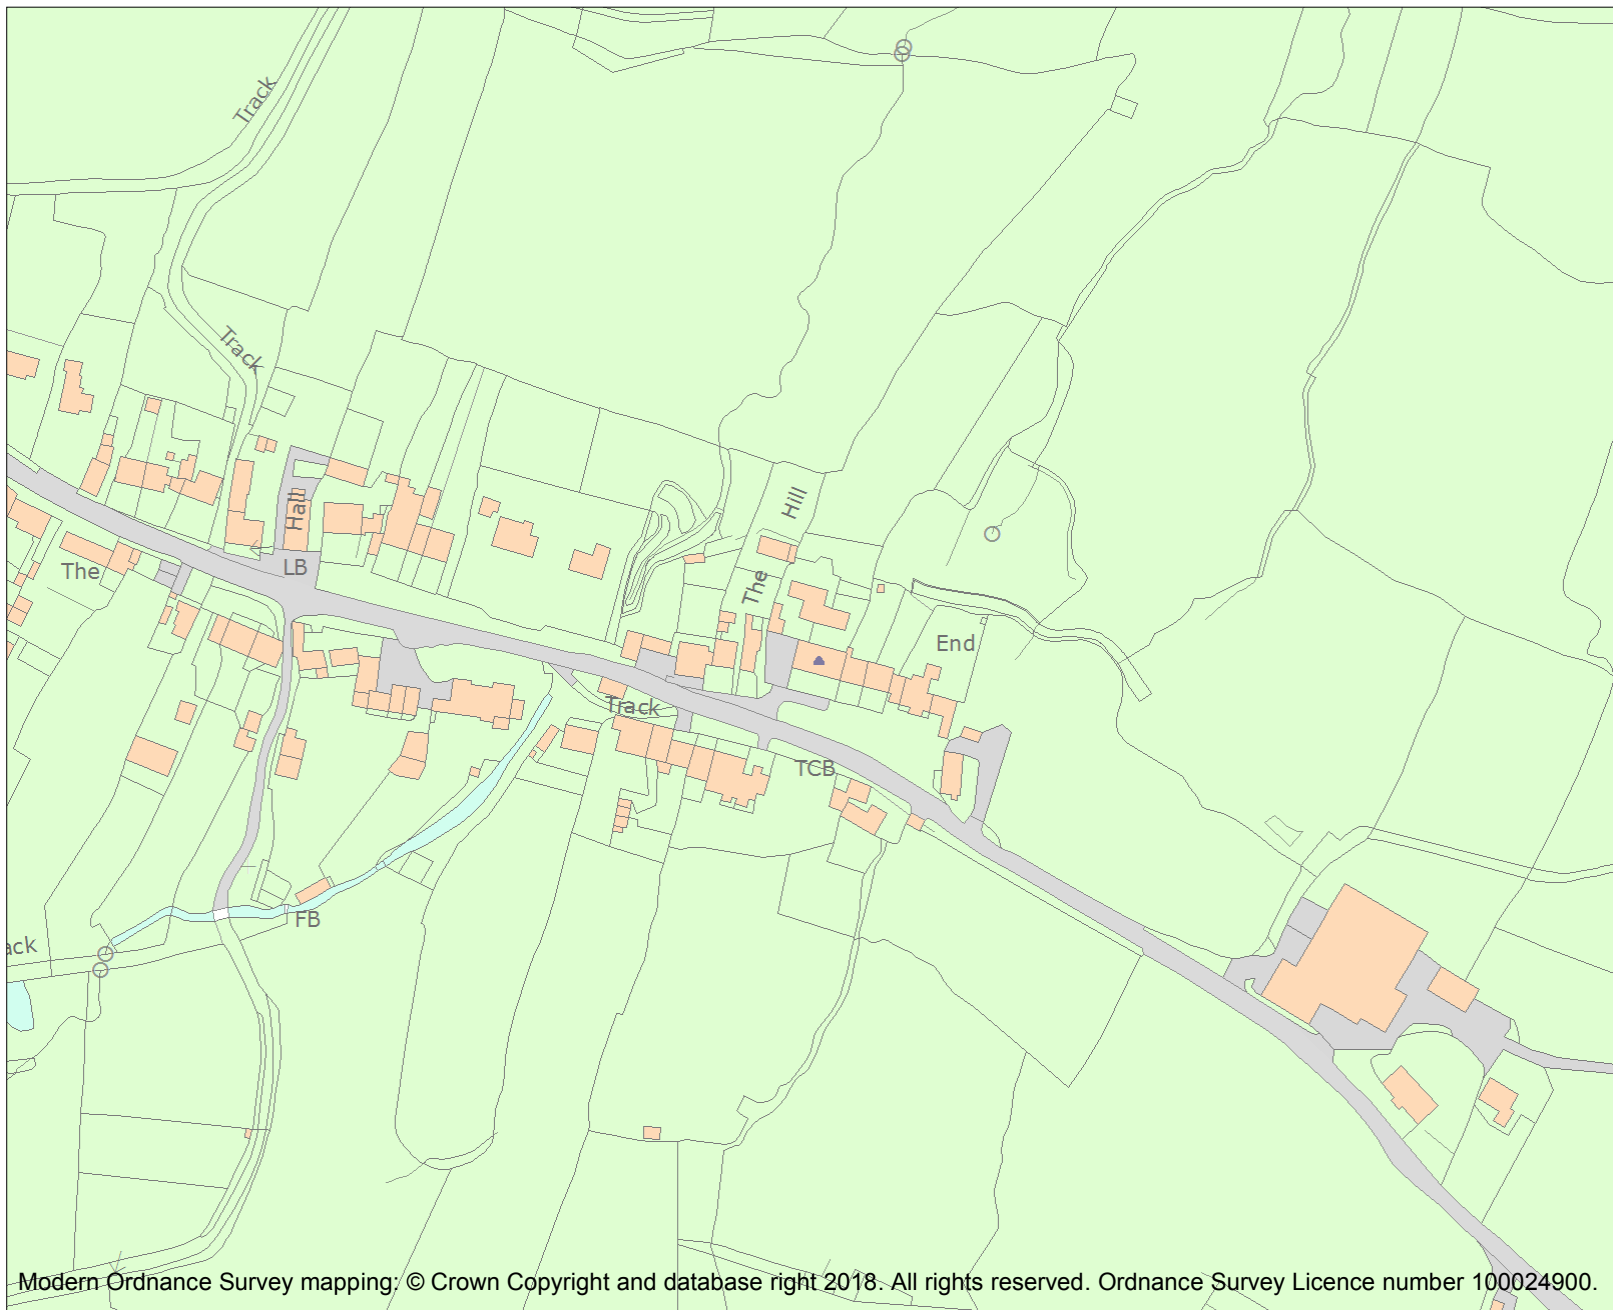 Track
Track
Hall
Hill
LB
The
The
End
Track
TCB
FB
ack
Modern Ordnance Survey mapping: © Crown Copyright and database right 2018. All rights reserved. Ordnance Survey Licence number 100024900.